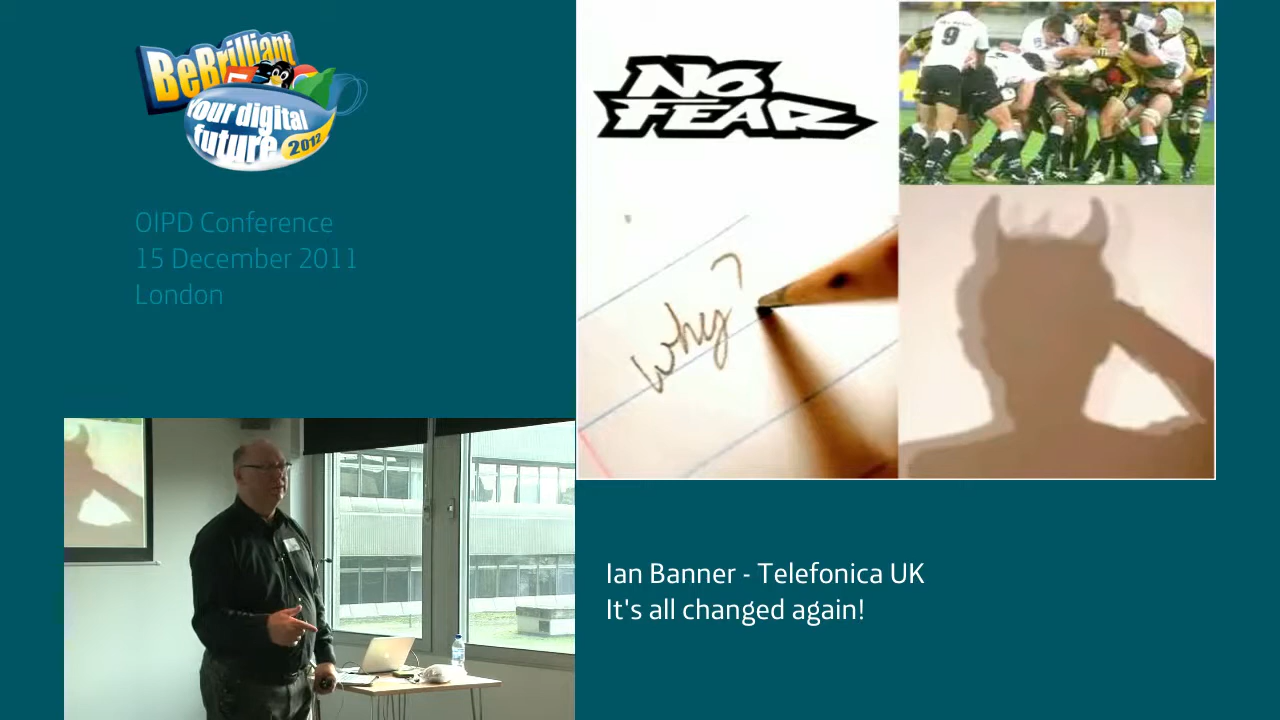 BeBrilliant
Your digital
future
2012
OIPD Conference
15 December 2011
London
NO
FEAR
9
why?
Ian Banner - Telefonica UK
It's all changed again!